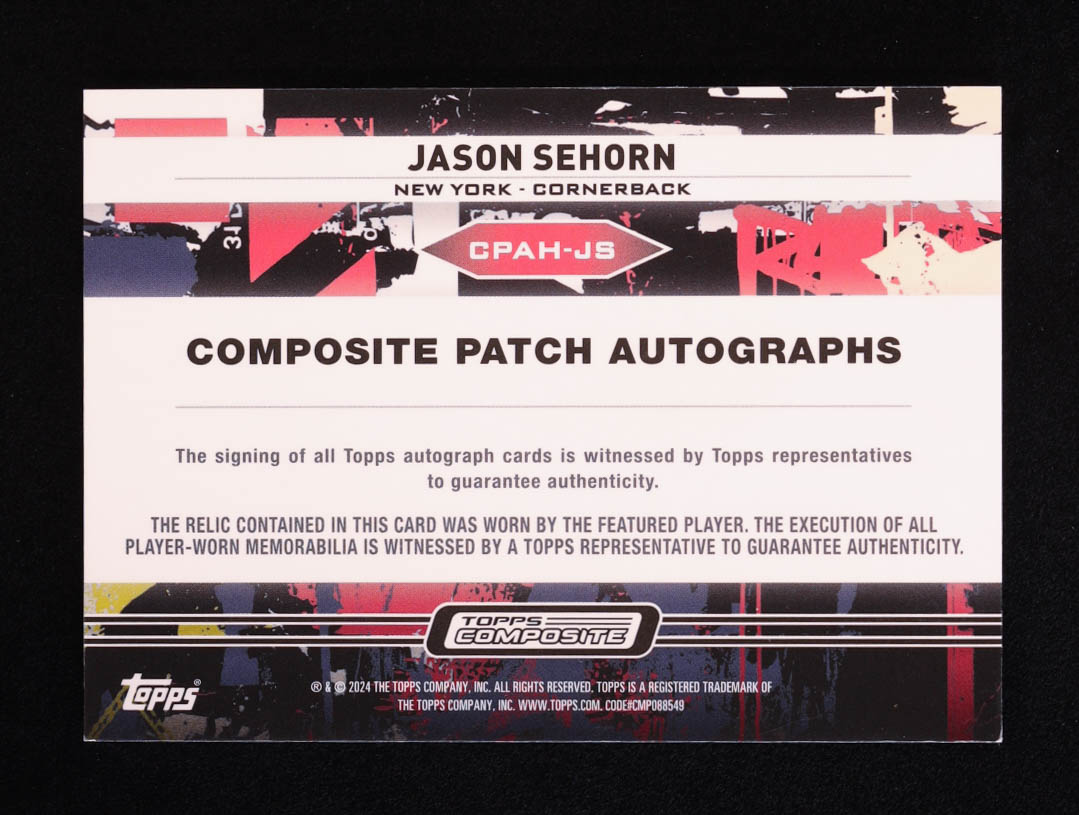 JASON SEHORN
NEW YORK - CORNERBACK
CPAH-JS
COMPOSITE PATCH AUTOGRAPHS
The signing of all Topps autograph cards is witnessed by Topps representatives
to guarantee authenticity.
THE RELIC CONTAINED IN THIS CARD WAS WORN BY THE FEATURED PLAYER. THE EXECUTION OF ALL
PLAYER-WORN MEMORABILIA IS WITNESSED BY A TOPPS REPRESENTATIVE TO GUARANTEE AUTHENTICITY.
TOPPS
COMPOSITE
Topps®
® & © 2024 THE TOPPS COMPANY, INC. ALL RIGHTS RESERVED. TOPPS IS A REGISTERED TRADEMARK OF
THE TOPPS COMPANY, INC. WWW.TOPPS.COM. CODE#CMP088549